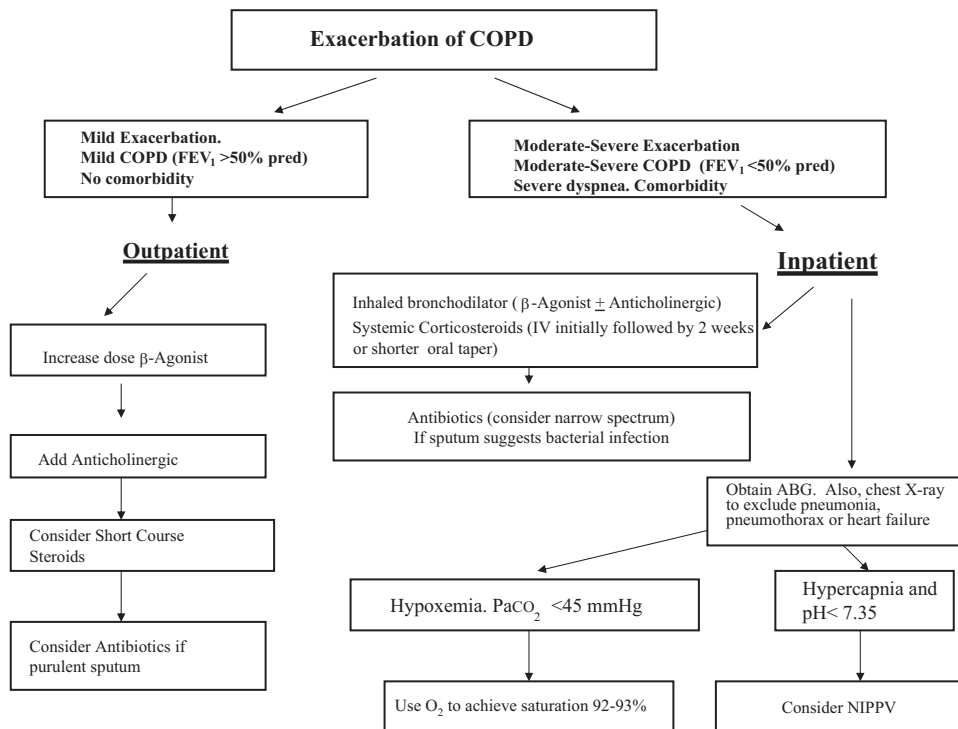 Exacerbation of COPD
Mild Exacerbation.
Mild COPD (FEV₁ >50% pred)
No comorbidity
Moderate-Severe Exacerbation
Moderate-Severe COPD (FEV₁ <50% pred)
Severe dyspnea. Comorbidity
Outpatient
Inpatient
Increase dose β-Agonist
Add Anticholinergic
Consider Short Course
Steroids
Consider Antibiotics if
purulent sputum
Inhaled bronchodilator ( β-Agonist ± Anticholinergic)
Systemic Corticosteroids (IV initially followed by 2 weeks
or shorter oral taper)
Antibiotics (consider narrow spectrum)
If sputum suggests bacterial infection
Obtain ABG. Also, chest X-ray
to exclude pneumonia,
pneumothorax or heart failure
Hypoxemia. PaCO₂ <45 mmHg
Hypercapnia and
pH< 7.35
Use O₂ to achieve saturation 92-93%
Consider NIPPV